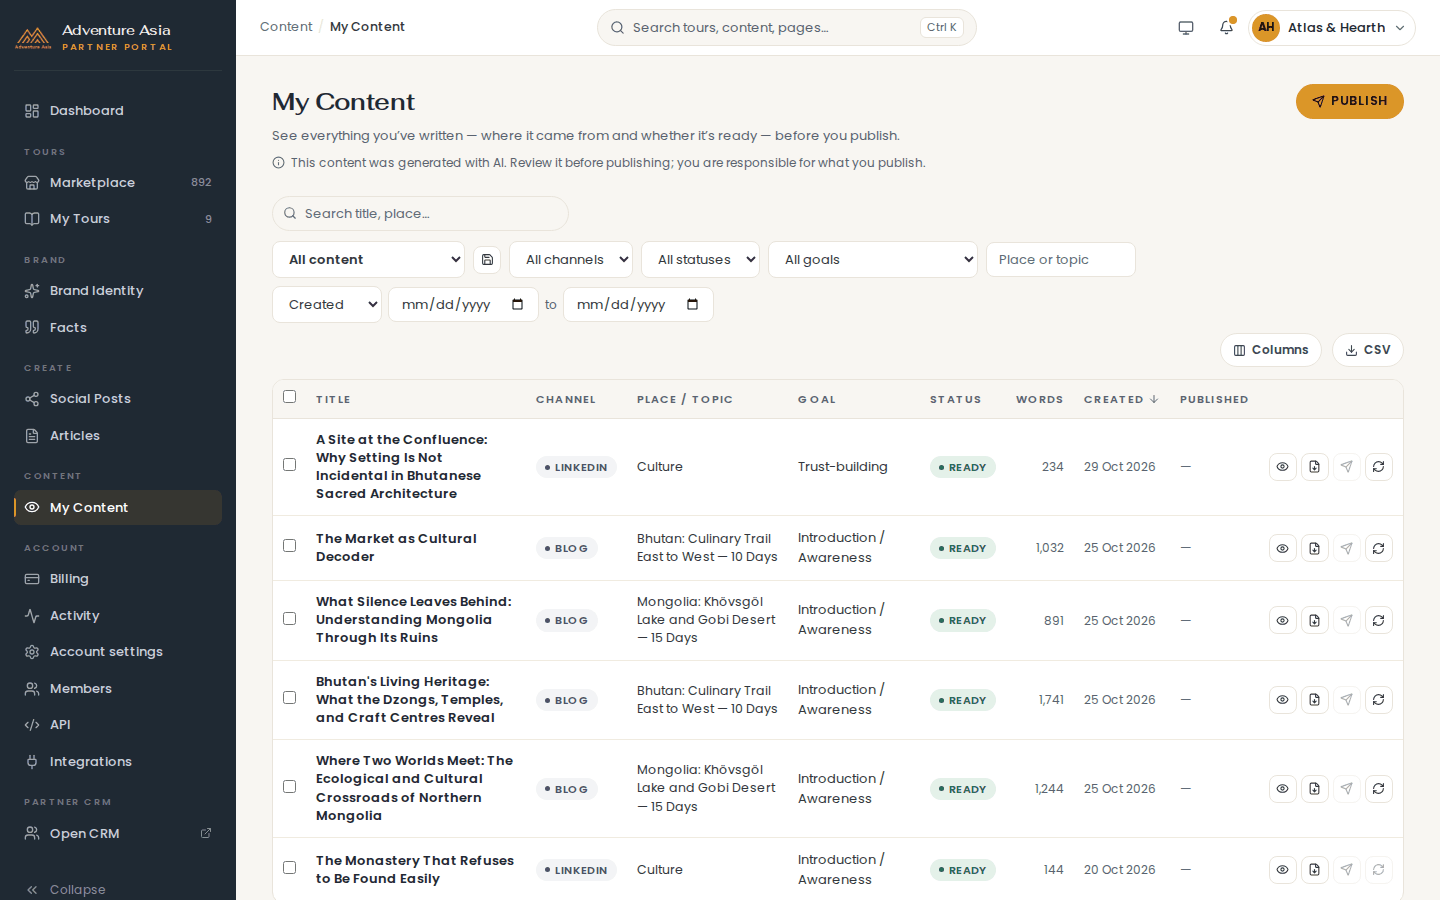 Adventure Asia
PARTNER PORTAL
Adventure Asia
Dashboard
TOURS
Marketplace 892
My Tours 9
BRAND
Brand Identity
Facts
CREATE
Social Posts
Articles
CONTENT
My Content
ACCOUNT
Billing
Activity
Account settings
Members
API
Integrations
PARTNER CRM
Open CRM
Collapse
Content / My Content
Search tours, content, pages...
Ctrl K
AH
Atlas & Hearth
My Content
PUBLISH
See everything you've written — where it came from and whether it's ready — before you publish.
This content was generated with AI. Review it before publishing; you are responsible for what you publish.
Search title, place...
All content
All channels
All statuses
All goals
Place or topic
Created
mm/dd/yyyy
to
mm/dd/yyyy
Columns
CSV
TITLE CHANNEL PLACE / TOPIC GOAL STATUS WORDS CREATED ↓ PUBLISHED
A Site at the Confluence:
Why Setting Is Not
Incidental in Bhutanese
Sacred Architecture
LINKEDIN
Culture
Trust-building
READY
234
29 Oct 2026
—
The Market as Cultural
Decoder
BLOG
Bhutan: Culinary Trail
East to West — 10 Days
Introduction /
Awareness
READY
1,032
25 Oct 2026
—
What Silence Leaves Behind:
Understanding Mongolia
Through Its Ruins
BLOG
Mongolia: Khövsgöl
Lake and Gobi Desert
— 15 Days
Introduction /
Awareness
READY
891
25 Oct 2026
—
Bhutan's Living Heritage:
What the Dzongs, Temples,
and Craft Centres Reveal
BLOG
Bhutan: Culinary Trail
East to West — 10 Days
Introduction /
Awareness
READY
1,741
25 Oct 2026
—
Where Two Worlds Meet: The
Ecological and Cultural
Crossroads of Northern
Mongolia
BLOG
Mongolia: Khövsgöl
Lake and Gobi Desert
— 15 Days
Introduction /
Awareness
READY
1,244
25 Oct 2026
—
The Monastery That Refuses
to Be Found Easily
LINKEDIN
Culture
Introduction /
Awareness
READY
144
20 Oct 2026
—